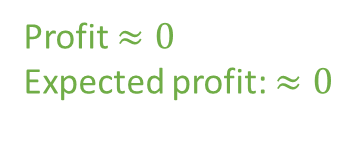 Profit ≈ 0
Expected profit: ≈ 0